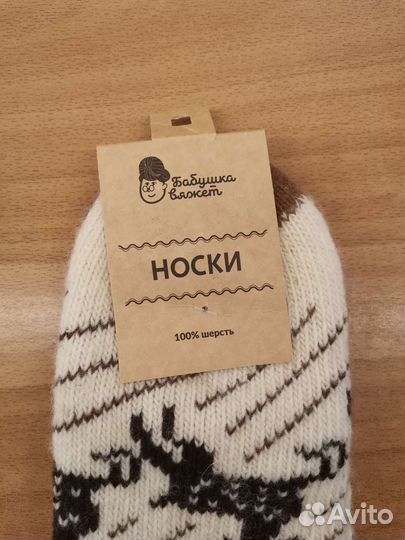 Бабушка
вяжет
НОСКИ
100% шерсть
Avito